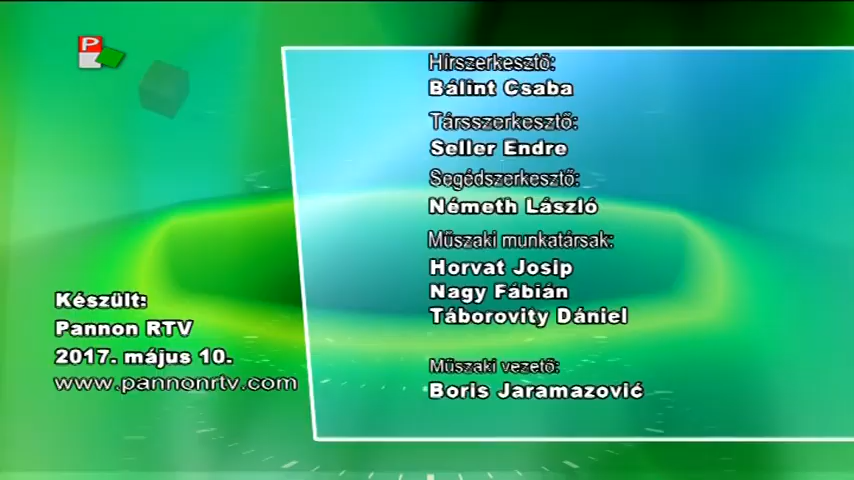 P
Hírszerkesztő:
Bálint Csaba
Társszerkesztő:
Seller Endre
Segédszerkesztő:
Németh László
Műszaki munkatársak:
Horvat Josip
Nagy Fábián
Táborovity Dániel
Műszaki vezető:
Boris Jaramazović
Készült:
Pannon RTV
2017. május 10.
www.pannonrtv.com